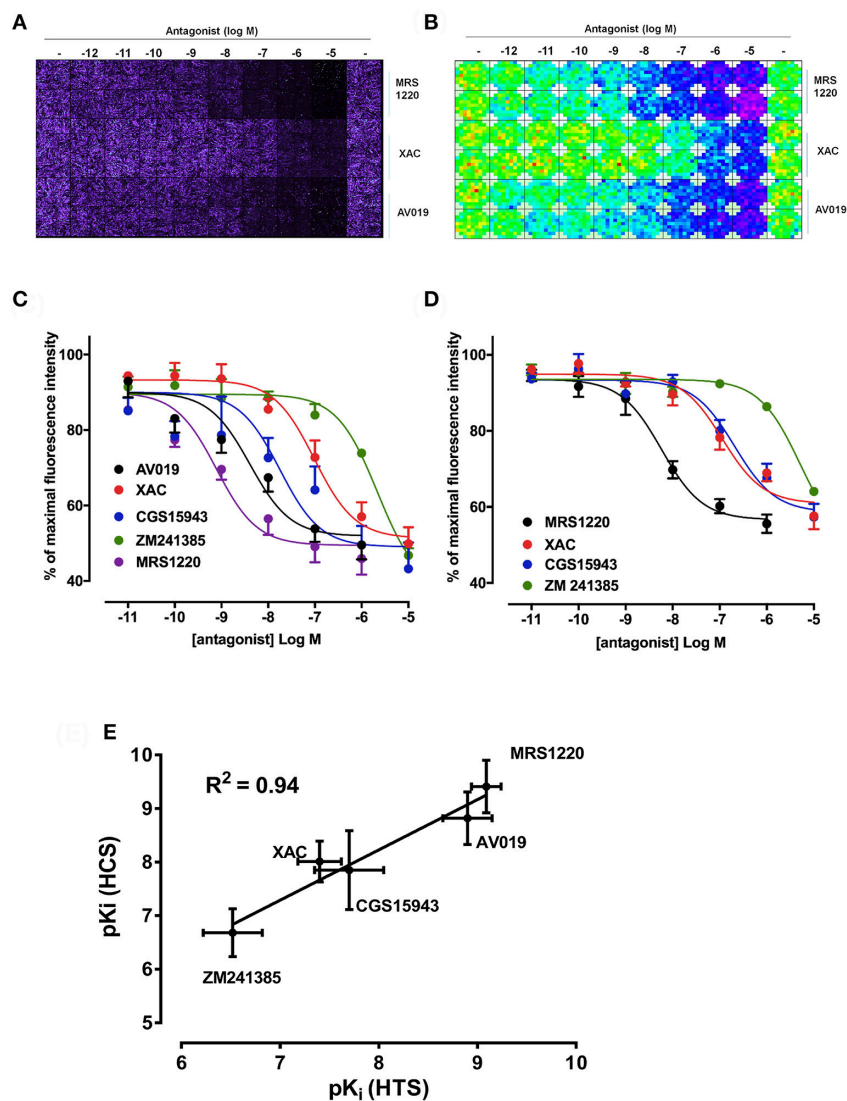 A
Antagonist (log M)
- -12 -11 -10 -9 -8 -7 -6 -5 -
MRS
1220
XAC
AV019
B
Antagonist (log M)
- -12 -11 -10 -9 -8 -7 -6 -5 -
MRS
1220
XAC
AV019
C
% of maximal fluorescence intensity
100
80
60
40
AV019
XAC
CGS15943
ZM241385
MRS1220
-11 -10 -9 -8 -7 -6 -5
[antagonist] Log M
D
% of maximal fluorescence intensity
100
80
60
40
MRS1220
XAC
CGS15943
ZM 241385
-11 -10 -9 -8 -7 -6 -5
[antagonist] Log M
(E) E
pKi (HCS)
10
9
8
7
6
5
R² = 0.94
MRS1220
AV019
XAC
CGS15943
ZM241385
6 7 8 9 10
pKi (HTS)